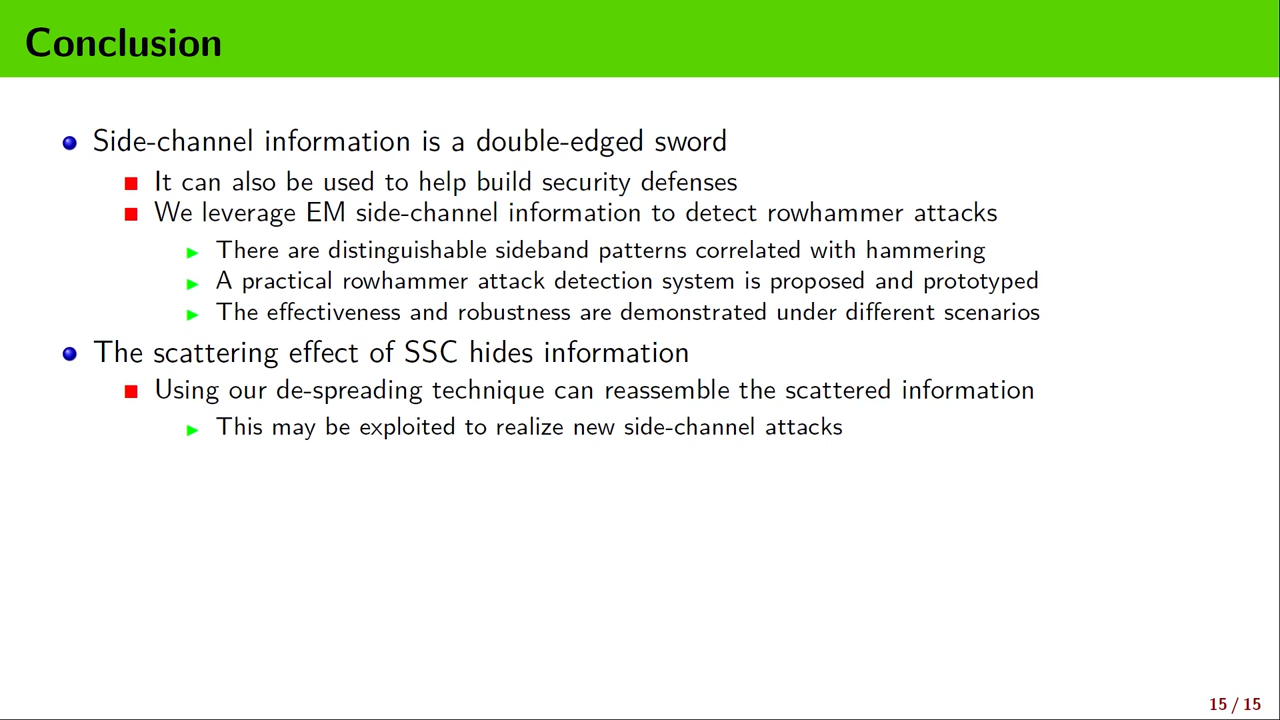 Conclusion
Side-channel information is a double-edged sword
It can also be used to help build security defenses
We leverage EM side-channel information to detect rowhammer attacks
There are distinguishable sideband patterns correlated with hammering
A practical rowhammer attack detection system is proposed and prototyped
The effectiveness and robustness are demonstrated under different scenarios
The scattering effect of SSC hides information
Using our de-spreading technique can reassemble the scattered information
This may be exploited to realize new side-channel attacks
15 / 15